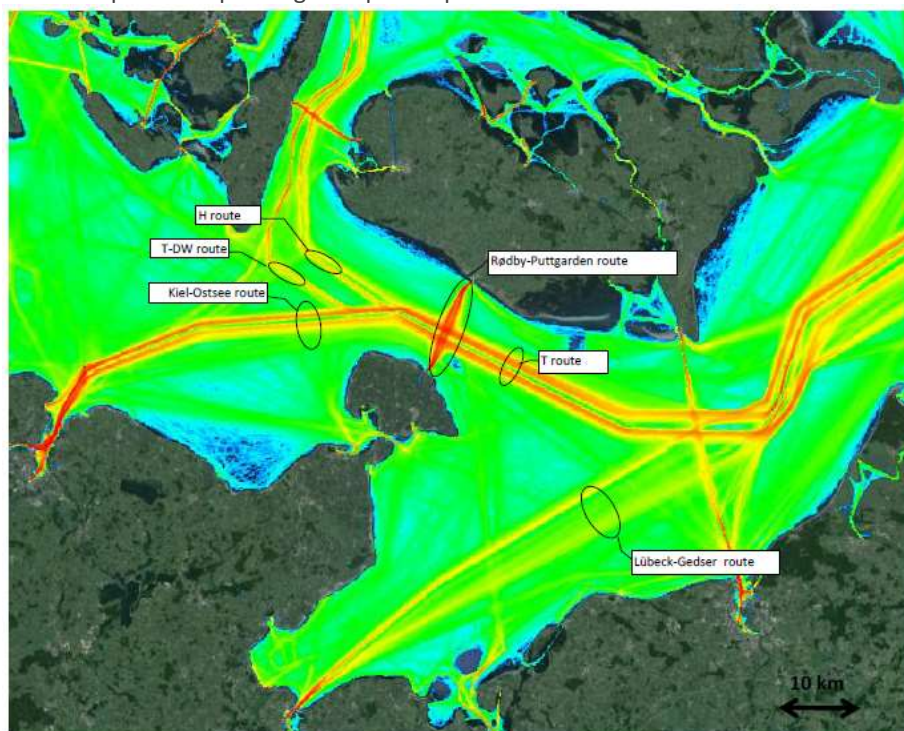 H route
T-DW route
Rødby-Puttgarden route
Kiel-Ostsee route
T route
Lübeck-Gedser route
10 km